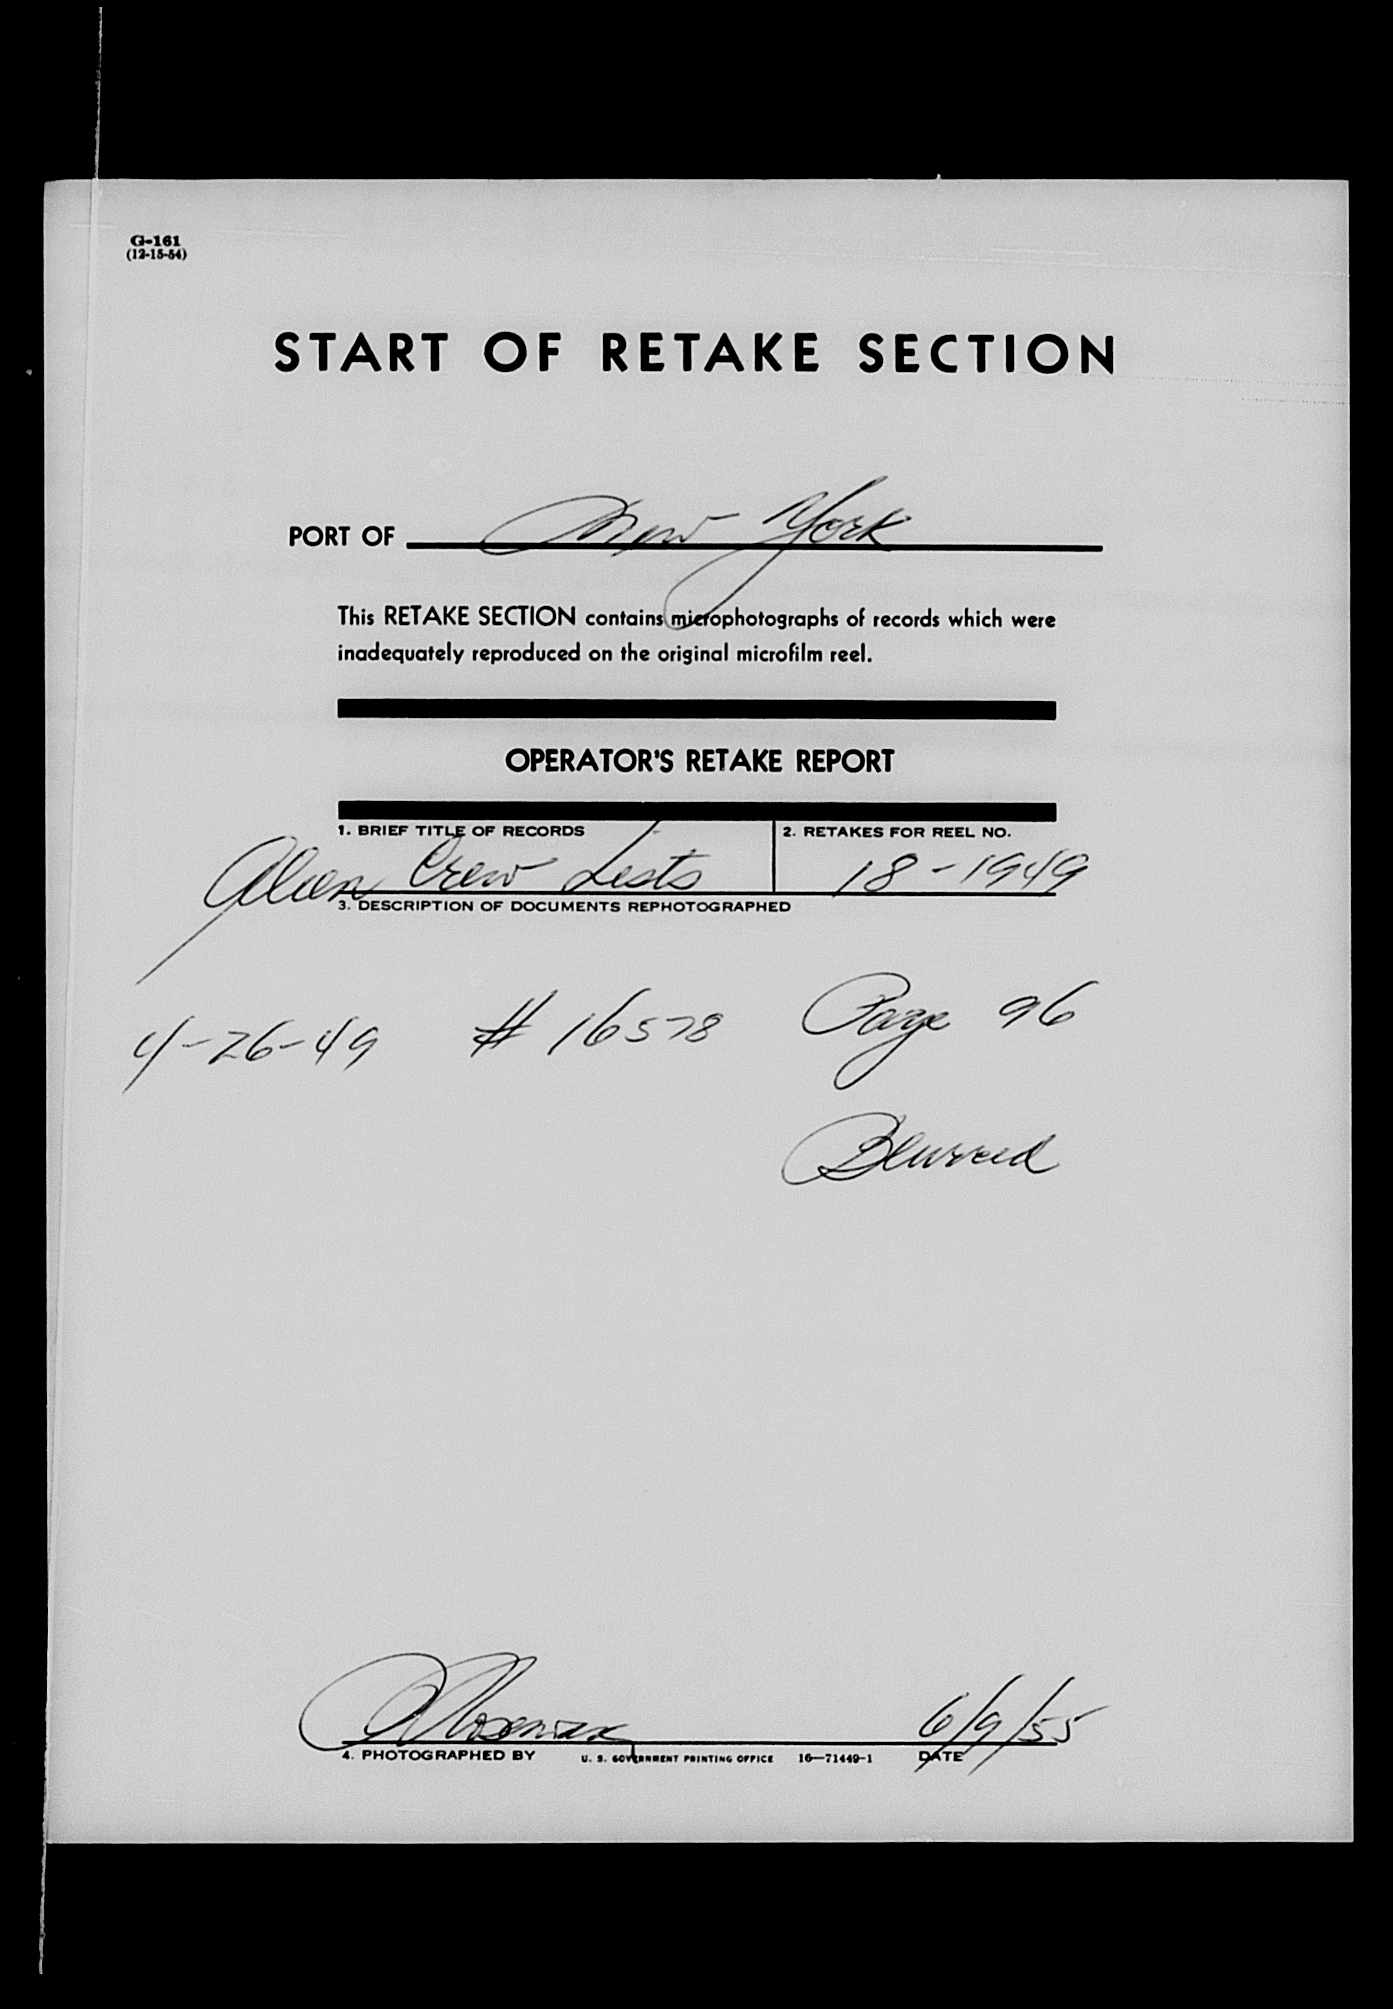 G-161
(12-15-54)
START OF RETAKE SECTION
PORT OF New York
This RETAKE SECTION contains microphotographs of records which were
inadequately reproduced on the original microfilm reel.
OPERATOR'S RETAKE REPORT
1. BRIEF TITLE OF RECORDS 2. RETAKES FOR REEL NO.
Alien Crew Lists 18-1949
3. DESCRIPTION OF DOCUMENTS REPHOTOGRAPHED
4-26-49 # 16578 Page 96
Blurred
6/9/55
4. PHOTOGRAPHED BY U. S. GOVERNMENT PRINTING OFFICE 16—71449-1 DATE